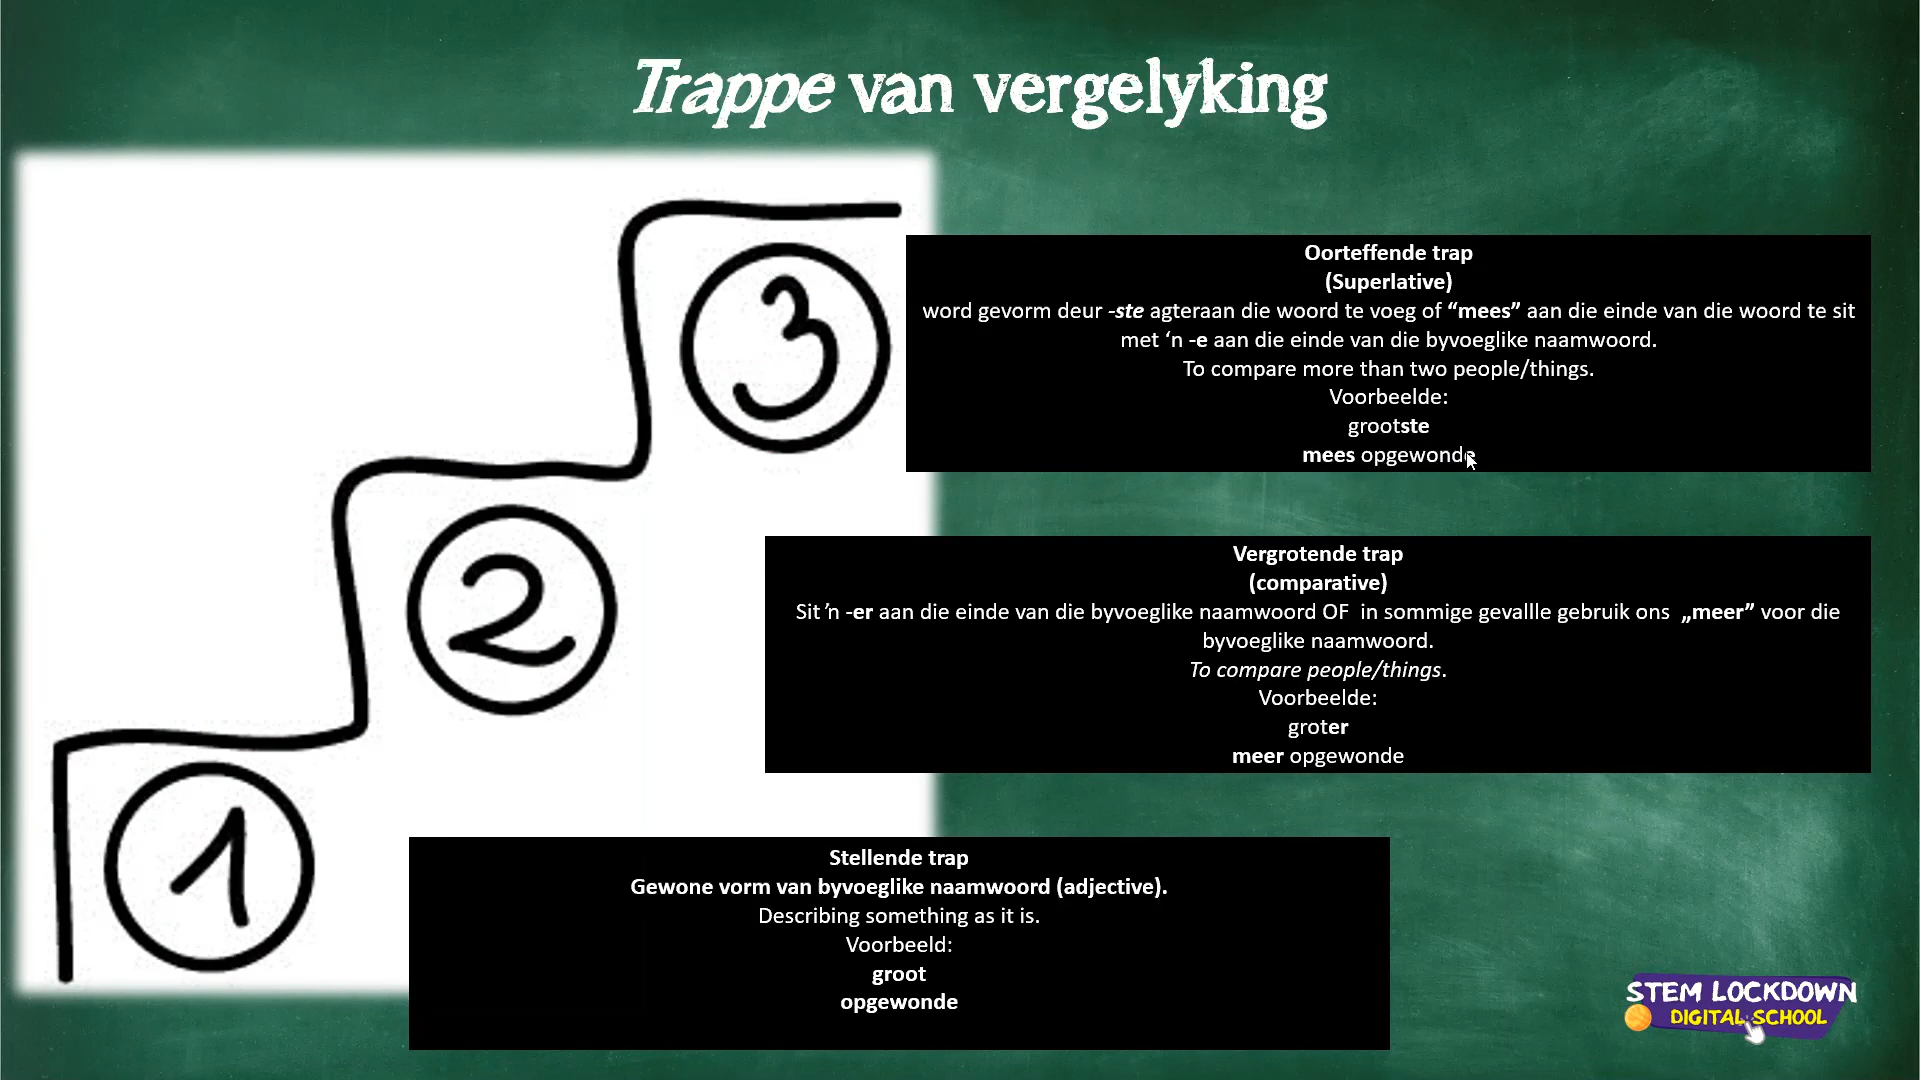 Trappe van vergelyking
3
Oorteffende trap
(Superlative)
word gevorm deur -ste agteraan die woord te voeg of “mees” aan die einde van die woord te sit
met ‘n -e aan die einde van die byvoeglike naamwoord.
To compare more than two people/things.
Voorbeelde:
grootste
mees opgewonde
2
Vergrotende trap
(comparative)
Sit ’n -er aan die einde van die byvoeglike naamwoord OF in sommige gevallle gebruik ons „meer” voor die
byvoeglike naamwoord.
To compare people/things.
Voorbeelde:
groter
meer opgewonde
1
Stellende trap
Gewone vorm van byvoeglike naamwoord (adjective).
Describing something as it is.
Voorbeeld:
groot
opgewonde
STEM LOCKDOWN
DIGITAL SCHOOL